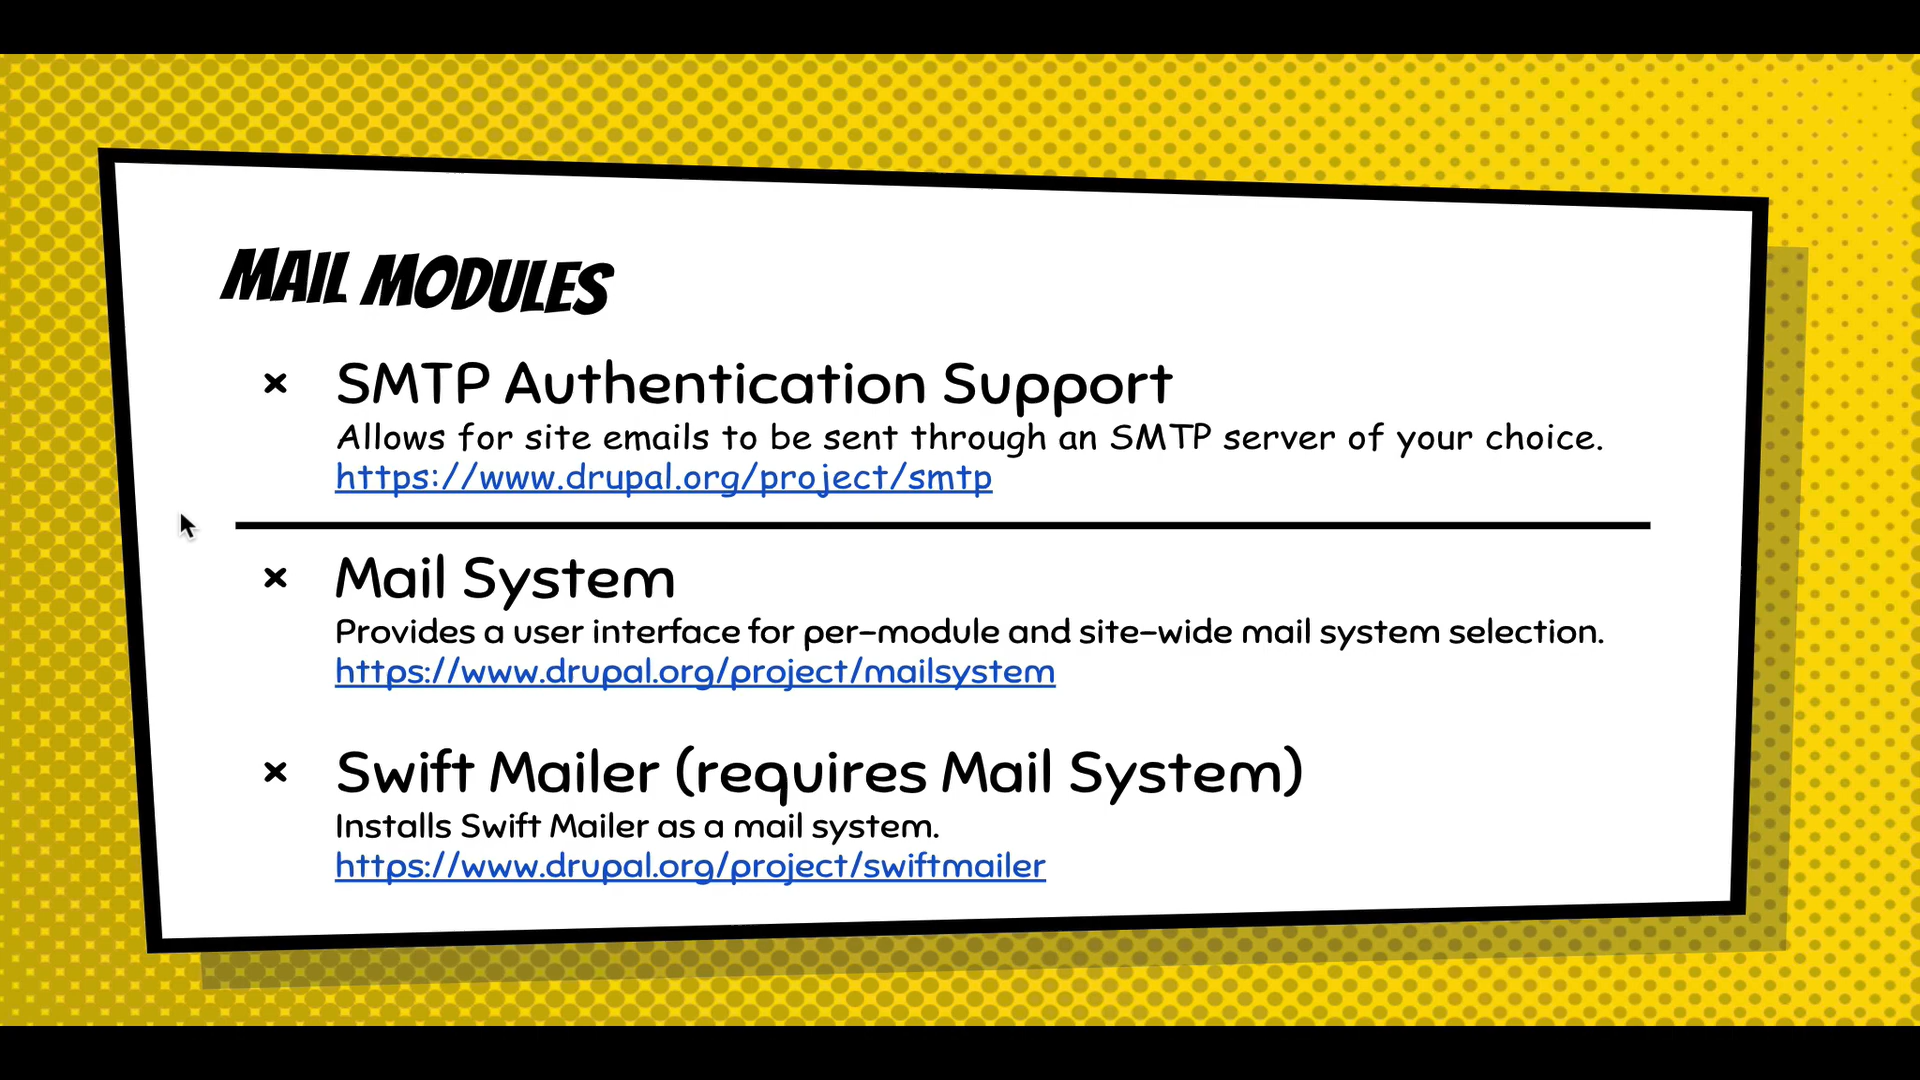 MAIL MODULES
× SMTP Authentication Support
Allows for site emails to be sent through an SMTP server of your choice.
https://www.drupal.org/project/smtp
× Mail System
Provides a user interface for per-module and site-wide mail system selection.
https://www.drupal.org/project/mailsystem
× Swift Mailer (requires Mail System)
Installs Swift Mailer as a mail system.
https://www.drupal.org/project/swiftmailer